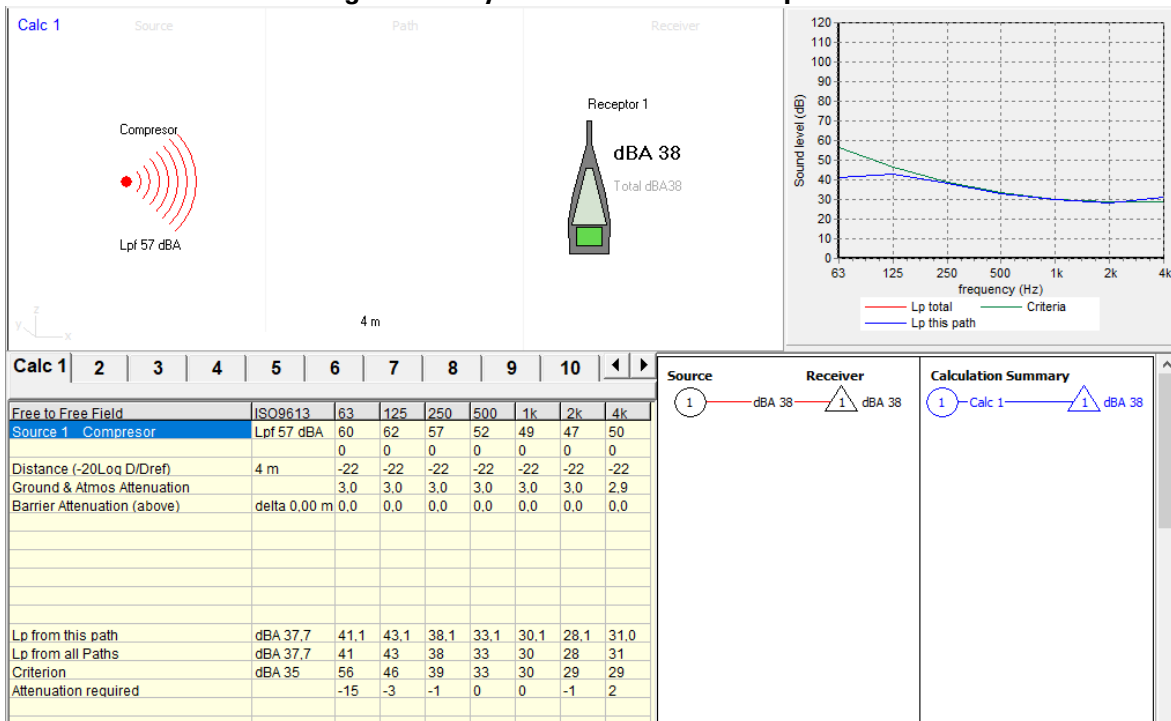 Calc 1 Source Path Receiver
Compresor
Lpf 57 dBA
Receptor 1
dBA 38
Total dBA38
4 m
z
y
x
Sound level (dB)
120
110
100
90
80
70
60
50
40
30
20
10
0
63 125 250 500 1k 2k 4k
frequency (Hz)
Lp total Criteria
Lp this path
Calc 1 2 3 4 5 6 7 8 9 10
Free to Free Field ISO9613 63 125 250 500 1k 2k 4k
Source 1 Compresor Lpf 57 dBA 60 62 57 52 49 47 50
0 0 0 0 0 0 0
Distance (-20Log D/Dref) 4 m -22 -22 -22 -22 -22 -22 -22
Ground & Atmos Attenuation 3,0 3,0 3,0 3,0 3,0 3,0 2,9
Barrier Attenuation (above) delta 0,00 m 0,0 0,0 0,0 0,0 0,0 0,0 0,0
Lp from this path dBA 37,7 41,1 43,1 38,1 33,1 30,1 28,1 31,0
Lp from all Paths dBA 37,7 41 43 38 33 30 28 31
Criterion dBA 35 56 46 39 33 30 29 29
Attenuation required -15 -3 -1 0 0 -1 2
Source Receiver
1 dBA 38 1 dBA 38
Calculation Summary
1 Calc 1 1 dBA 38